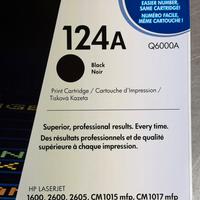 EASIER NUMBER,
SAME CARTRIDGE!
NUMÉRO FACILE,
MÊME CARTOUCHE!
124A
Q6000A
Black
Noir
Print Cartridge / Cartouche d'Impression /
Tisková Kazeta
Superior, professional results. Every time.
Des résultats professionnels et de qualité
supérieure à chaque impression.
HP LASERJET
1600, 2600, 2605, CM1015 mfp, CM1017 mfp